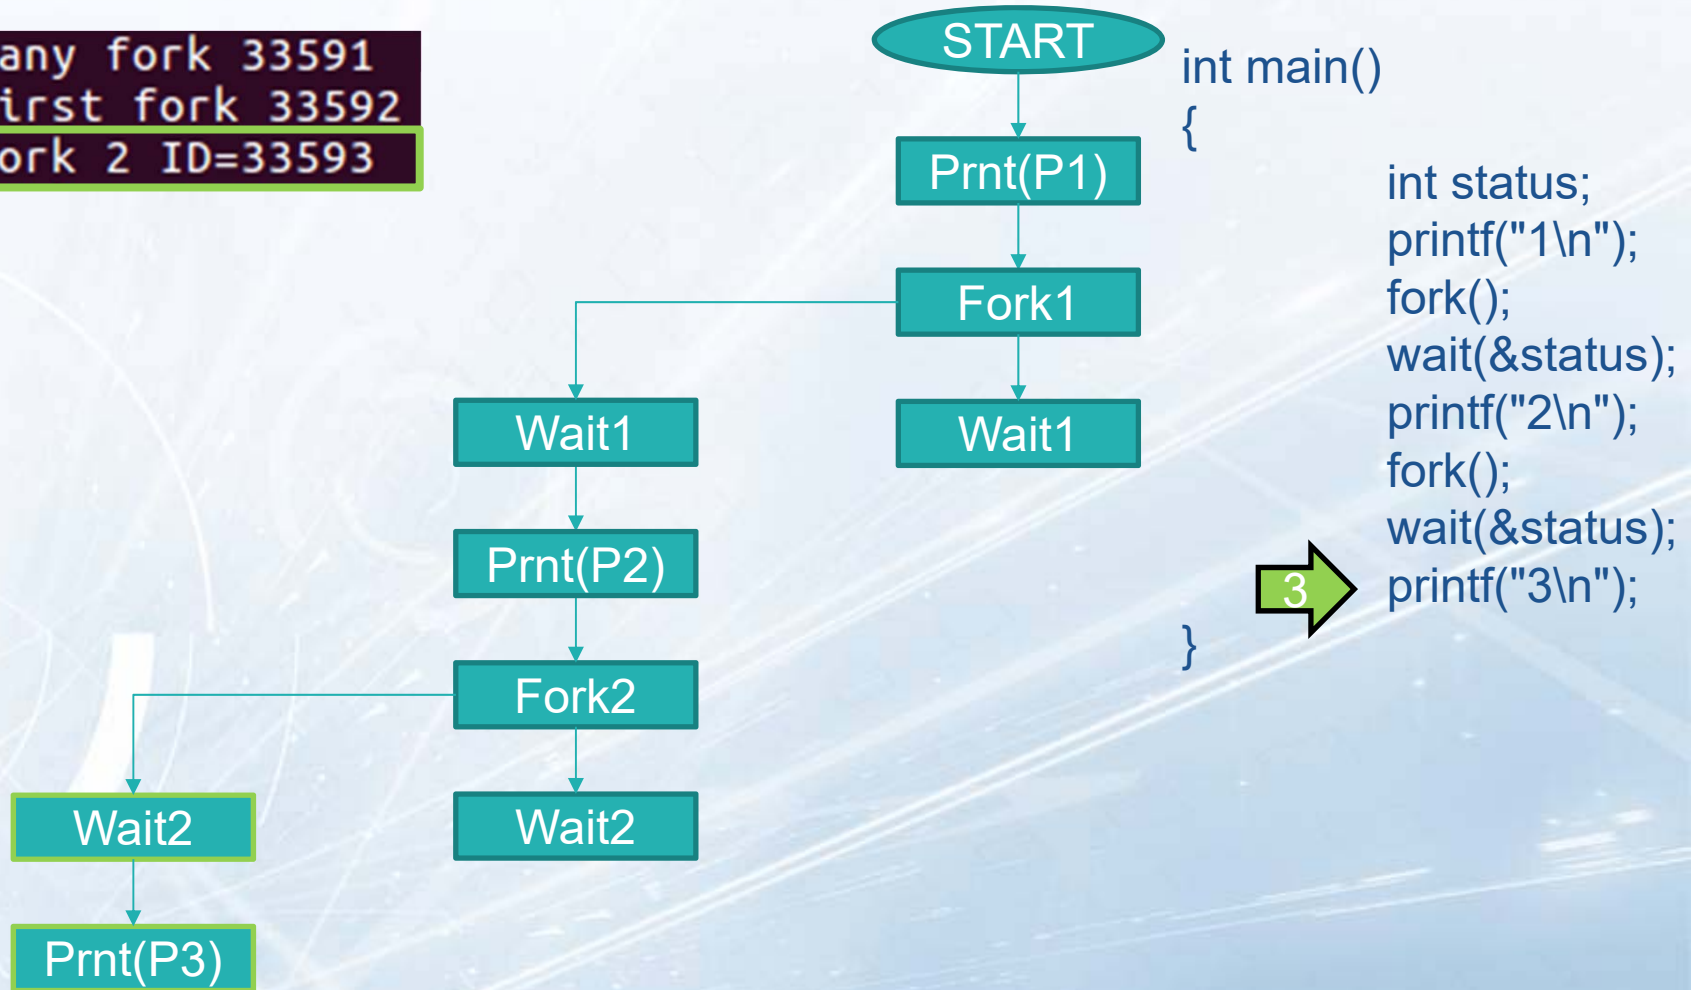 any fork 33591
irst fork 33592
ork 2 ID=33593
START
Prnt(P1)
Fork1
Wait1
Wait1
Prnt(P2)
Fork2
Wait2
Wait2
Prnt(P3)
int main()
{
int status;
printf("1\n");
fork();
wait(&status);
printf("2\n");
fork();
wait(&status);
3
printf("3\n");
}